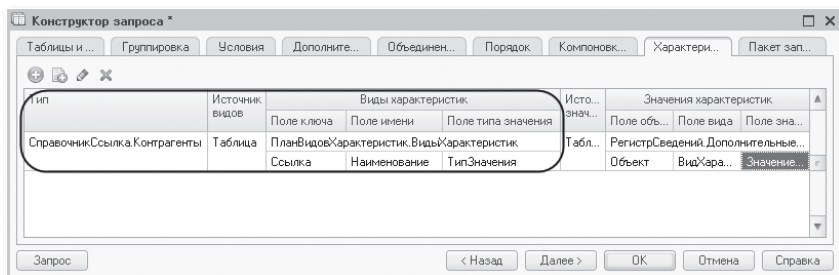 Конструктор запроса *
Таблицы и ... Группировка Условия Дополните... Объединен... Порядок Компоновк... Характери... Пакет зап...
Тип Источник видов Виды характеристик Исто... знач... Значения характеристик
Поле ключа Поле имени Поле типа значения Поле объ... Поле вида Поле зна...
СправочникСсылка.Контрагенты Таблица ПланВидовХарактеристик.ВидыХарактеристик Табл... РегистрСведений.Дополнительные...
Ссылка Наименование ТипЗначения Объект ВидХара... Значение...
Запрос < Назад Далее > OK Отмена Справка